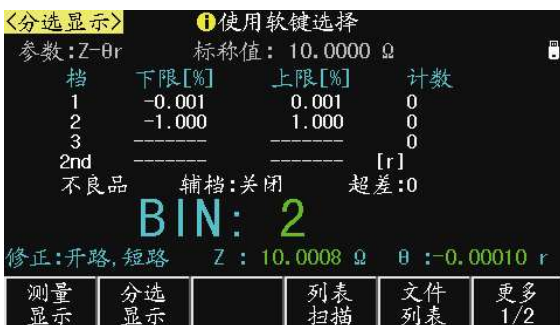 <分选显示> 使用软键选择
参数:Z-θr 标称值: 10.0000 Ω
档 下限[%] 上限[%] 计数
1 -0.001 0.001 0
2 -1.000 1.000 0
3 ------- ------- 0
2nd ------- ------- [r]
不良品 辅档:关闭 超差:0
BIN: 2
修正:开路,短路 Z : 10.0008 Ω θ :-0.00010 r
测量显示 分选显示 列表扫描 文件列表 更多1/2